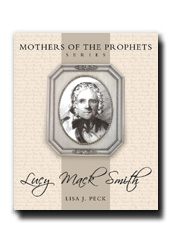 MOTHERS OF THE PROPHETS
SERIES
Lucy Mack Smith
LISA J. PECK